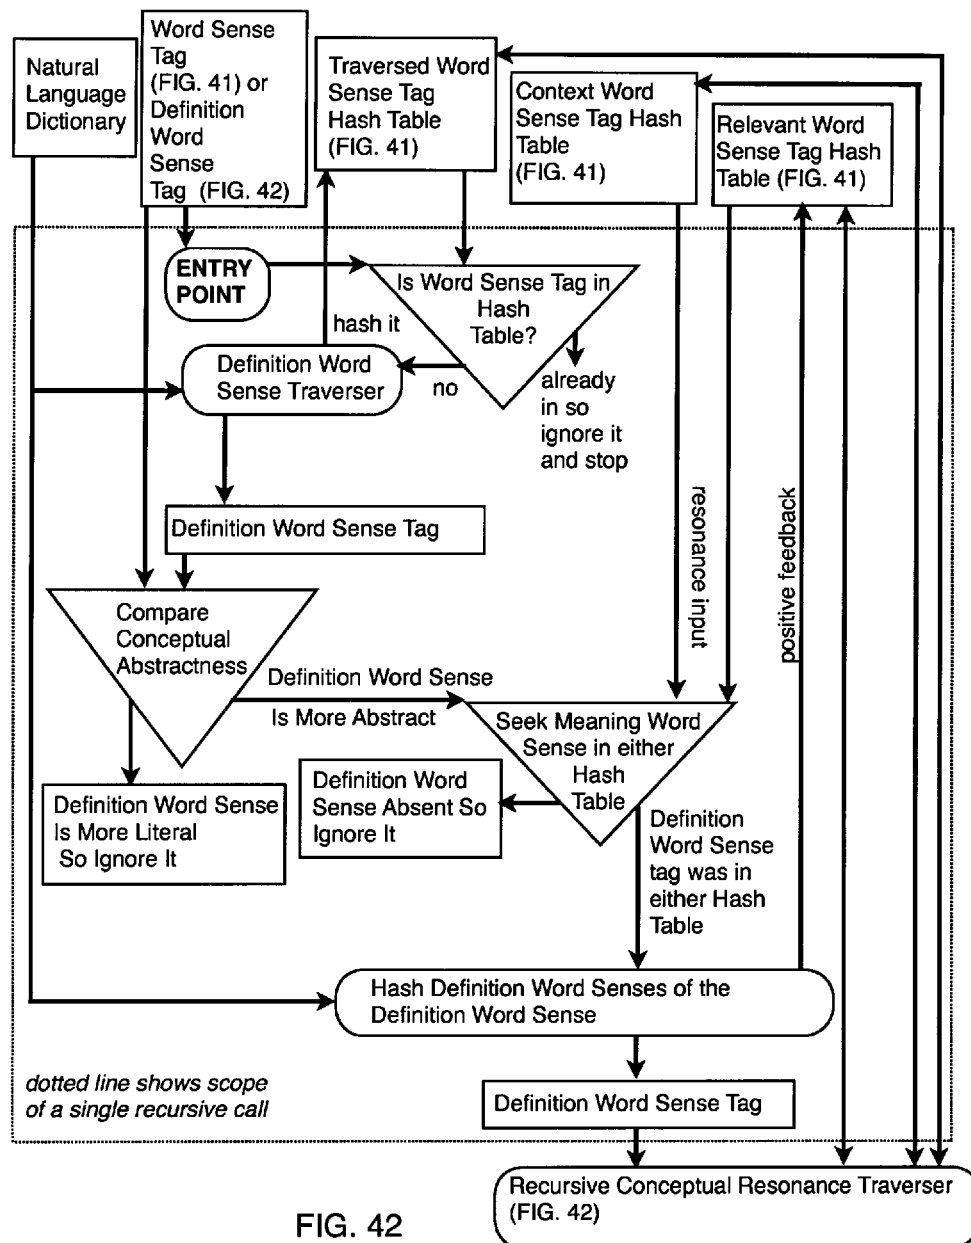 Natural
Language
Dictionary
Word Sense
Tag
(FIG. 41) or
Definition
Word
Sense
Tag (FIG. 42)
Traversed Word
Sense Tag
Hash Table
(FIG. 41)
Context Word
Sense Tag Hash
Table
(FIG. 41)
Relevant Word
Sense Tag Hash
Table (FIG. 41)
ENTRY
POINT
Is Word Sense Tag in
Hash
Table?
hash it
Definition Word
Sense Traverser
no
already
in so
ignore it
and stop
resonance input
positive feedback
Definition Word Sense Tag
Compare
Conceptual
Abstractness
Definition Word Sense
Is More Abstract
Seek Meaning Word
Sense in either
Hash
Table
Definition Word Sense
Is More Literal
So Ignore It
Definition Word
Sense Absent So
Ignore It
Definition
Word Sense
tag was in
either Hash
Table
Hash Definition Word Senses of the
Definition Word Sense
dotted line shows scope
of a single recursive call
Definition Word Sense Tag
Recursive Conceptual Resonance Traverser
(FIG. 42)
FIG. 42